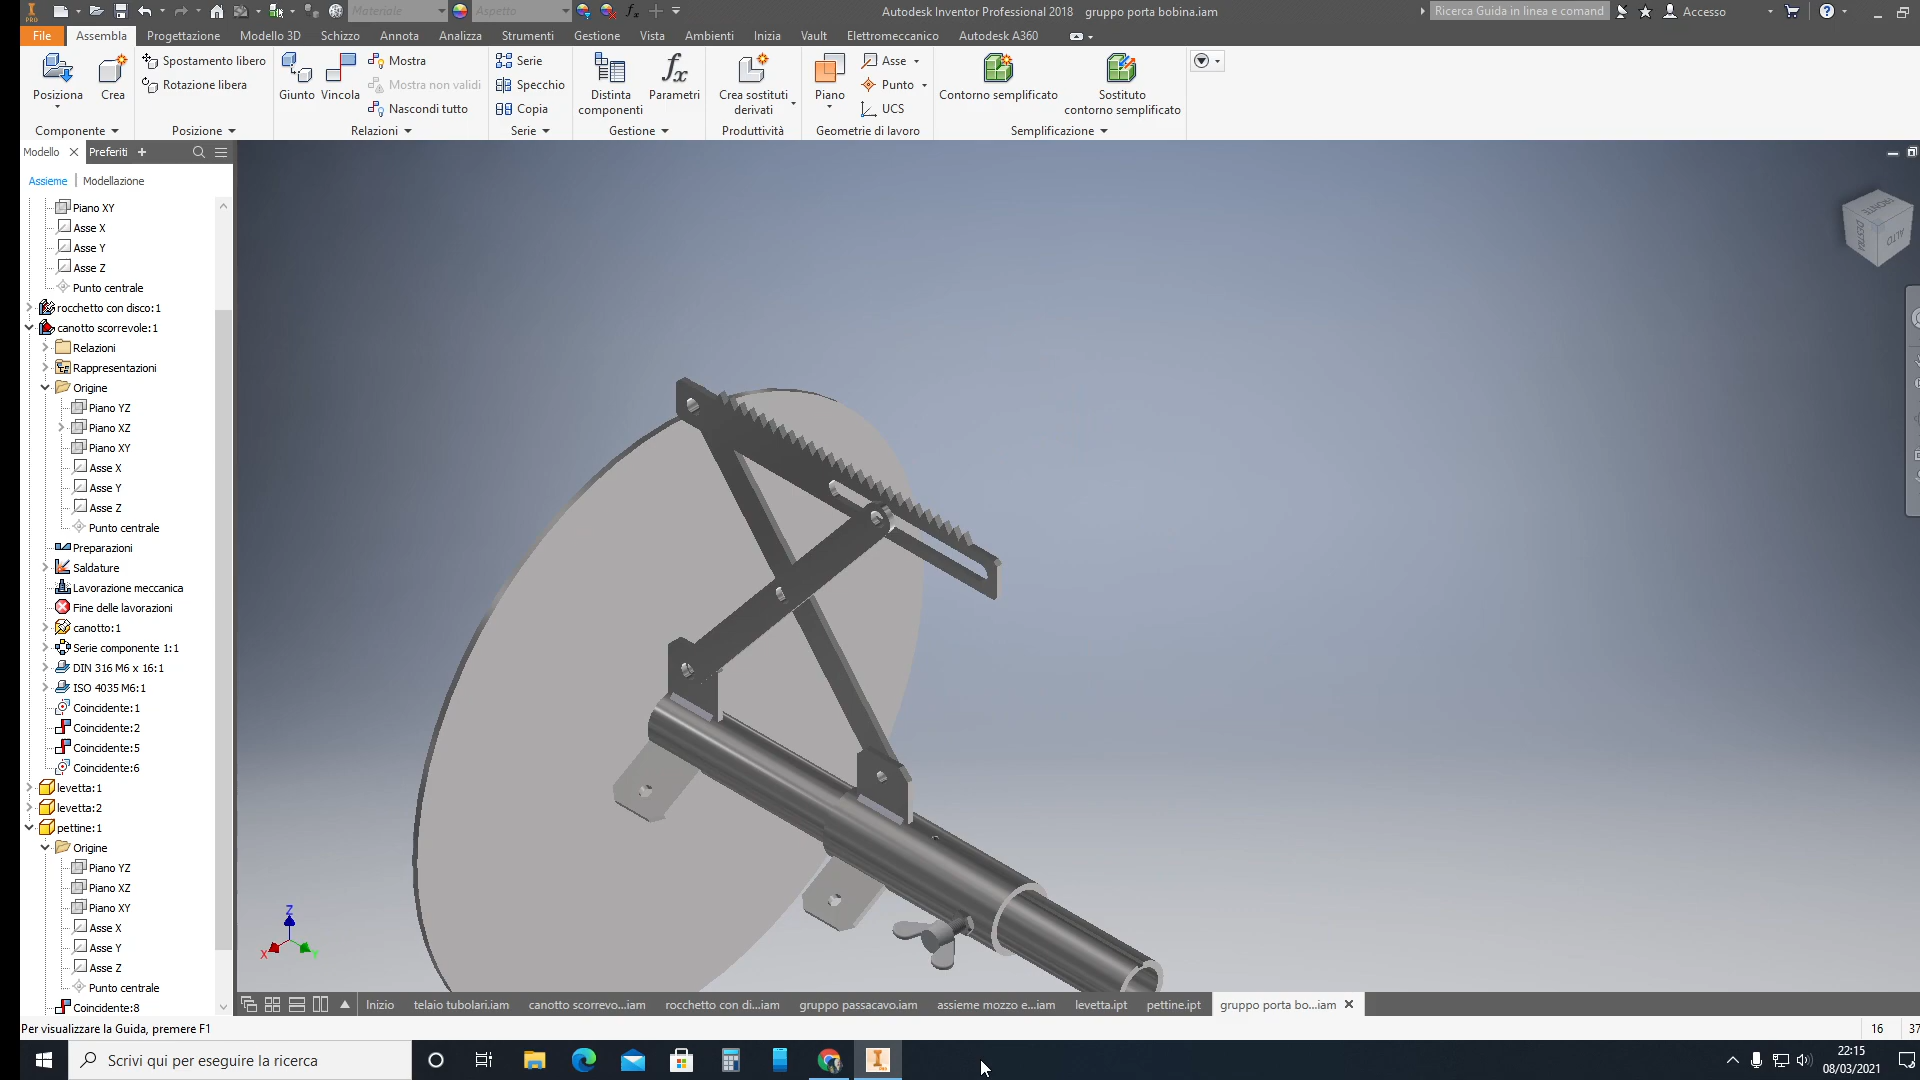 Materiale
Aspetto
Autodesk Inventor Professional 2018 gruppo porta bobina.iam
Ricerca Guida in linea e comand
Accesso
File Assembla Progettazione Modello 3D Schizzo Annota Analizza Strumenti Gestione Vista Ambienti Inizia Vault Elettromeccanico Autodesk A360
Posiziona
Crea
Spostamento libero
Rotazione libera
Giunto
Vincola
Mostra
Mostra non validi
Nascondi tutto
Serie
Specchio
Copia
Distinta
componenti
Parametri
Crea sostituti
derivati
Piano
Asse
Punto
UCS
Contorno semplificato
Sostituto
contorno semplificato
Componente Posizione Relazioni Serie Gestione Produttività Geometrie di lavoro Semplificazione
Modello Preferiti
Assieme Modellazione
Piano XY
Asse X
Asse Y
Asse Z
Punto centrale
rocchetto con disco:1
canotto scorrevole:1
Relazioni
Rappresentazioni
Origine
Piano YZ
Piano XZ
Piano XY
Asse X
Asse Y
Asse Z
Punto centrale
Preparazioni
Saldature
Lavorazione meccanica
Fine delle lavorazioni
canotto:1
Serie componente 1:1
DIN 316 M6 x 16:1
ISO 4035 M6:1
Coincidente:1
Coincidente:2
Coincidente:5
Coincidente:6
levetta:1
levetta:2
pettine:1
Origine
Piano YZ
Piano XZ
Piano XY
Asse X
Asse Y
Asse Z
Punto centrale
Coincidente:8
FRONTE
DESTRA
ALTO
Z
X
Y
Inizio telaio tubolari.iam canotto scorrevo...iam rocchetto con di...iam gruppo passacavo.iam assieme mozzo e...iam levetta.ipt pettine.ipt gruppo porta bo...iam
Per visualizzare la Guida, premere F1
16 37
Scrivi qui per eseguire la ricerca
22:15
08/03/2021